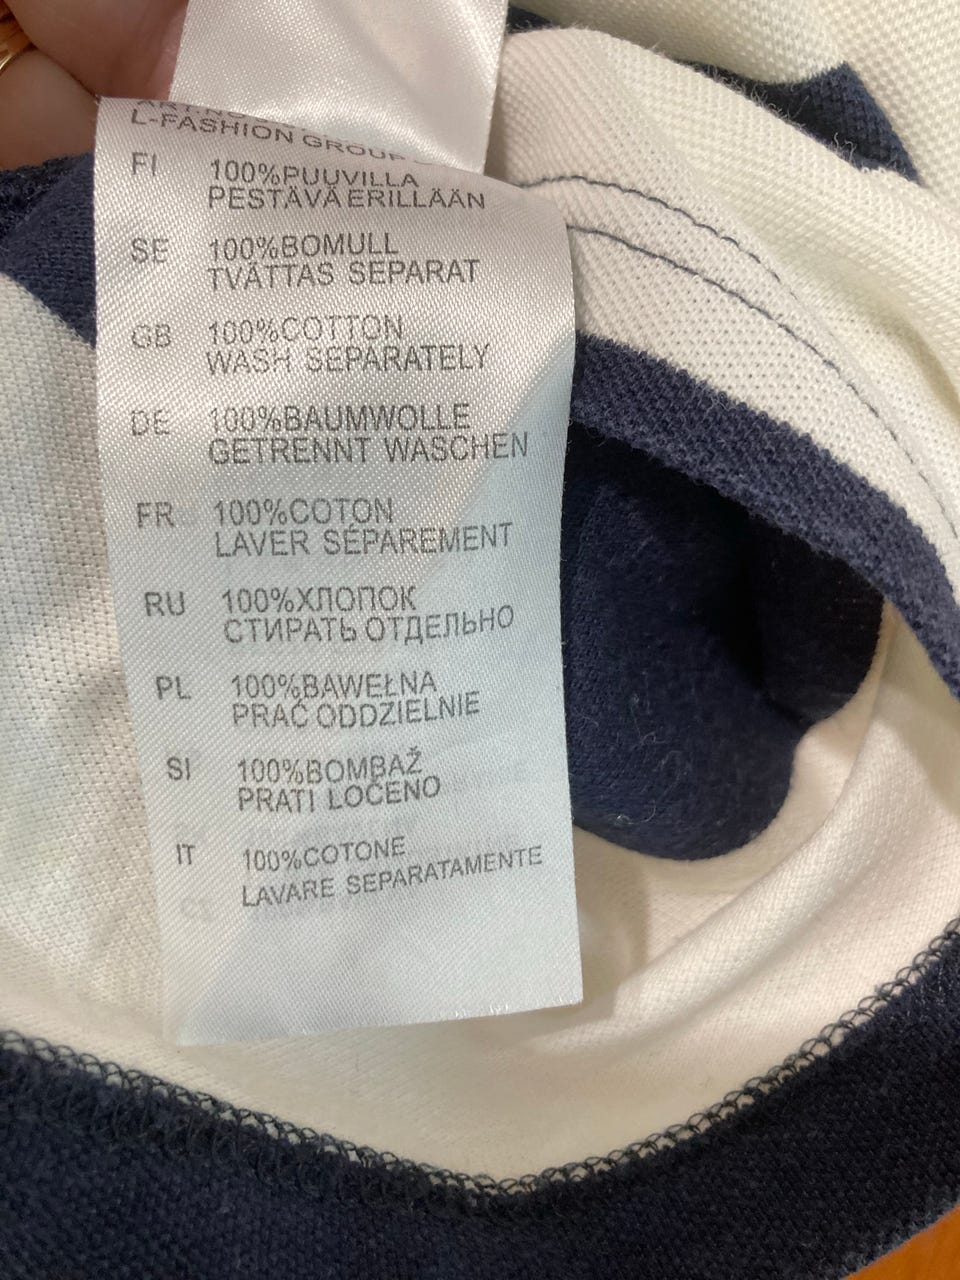 ART.NO
L-FASHION GROUP
FI 100%PUUVILLA
PESTÄVÄ ERILLÄÄN
SE 100%BOMULL
TVÄTTAS SEPARAT
GB 100%COTTON
WASH SEPARATELY
DE 100%BAUMWOLLE
GETRENNT WASCHEN
FR 100%COTON
LAVER SÉPAREMENT
RU 100%ХЛОПОК
СТИРАТЬ ОТДЕЛЬНО
PL 100%BAWEŁNA
PRAĆ ODDZIELNIE
SI 100%BOMBAŽ
PRATI LOČENO
IT 100%COTONE
LAVARE SEPARATAMENTE